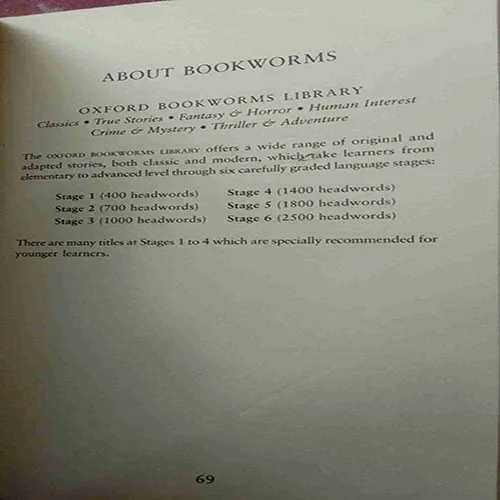 ABOUT BOOKWORMS
OXFORD BOOKWORMS LIBRARY
Classics • True Stories • Fantasy & Horror • Human Interest
Crime & Mystery • Thriller & Adventure
The OXFORD BOOKWORMS LIBRARY offers a wide range of original and
adapted stories, both classic and modern, which take learners from
elementary to advanced level through six carefully graded language stages:
Stage 1 (400 headwords) Stage 4 (1400 headwords)
Stage 2 (700 headwords) Stage 5 (1800 headwords)
Stage 3 (1000 headwords) Stage 6 (2500 headwords)
There are many titles at Stages 1 to 4 which are specially recommended for
younger learners.
69